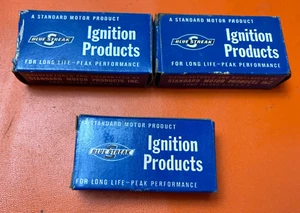 A STANDARD MOTOR PRODUCT
BLUE STREAK
Ignition
Products
FOR LONG LIFE–PEAK PERFORMANCE
A STANDARD MOTOR PRODUCT
BLUE STREAK
Ignition
Products
FOR LONG LIFE–PEAK PERFORMANCE
A STANDARD MOTOR PRODUCT
BLUE STREAK
Ignition
Products
FOR LONG LIFE–PEAK PERFORMANCE